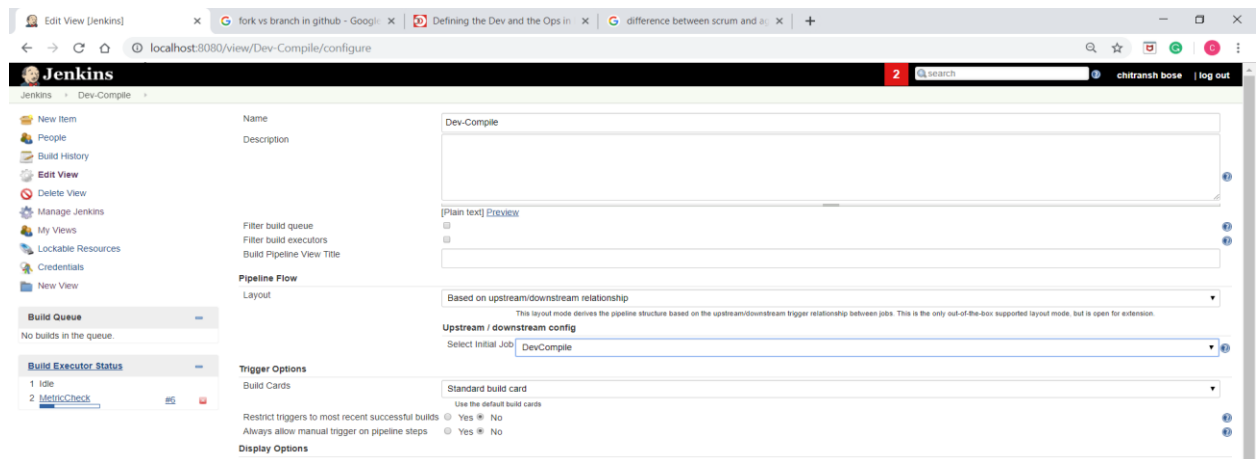 Edit View [Jenkins]
fork vs branch in github - Google
Defining the Dev and the Ops in
difference between scrum and ag
localhost:8080/view/Dev-Compile/configure
Jenkins
2
search
chitransh bose
| log out
Jenkins
Dev-Compile
New Item
People
Build History
Edit View
Delete View
Manage Jenkins
My Views
Lockable Resources
Credentials
New View
Build Queue
No builds in the queue.
Build Executor Status
1 Idle
2 MetricCheck #6
Name
Dev-Compile
Description
[Plain text] Preview
Filter build queue
Filter build executors
Build Pipeline View Title
Pipeline Flow
Layout
Based on upstream/downstream relationship
This layout mode derives the pipeline structure based on the upstream/downstream trigger relationship between jobs. This is the only out-of-the-box supported layout mode, but is open for extension.
Upstream / downstream config
Select Initial Job DevCompile
Trigger Options
Build Cards
Standard build card
Use the default build cards
Restrict triggers to most recent successful builds Yes No
Always allow manual trigger on pipeline steps Yes No
Display Options